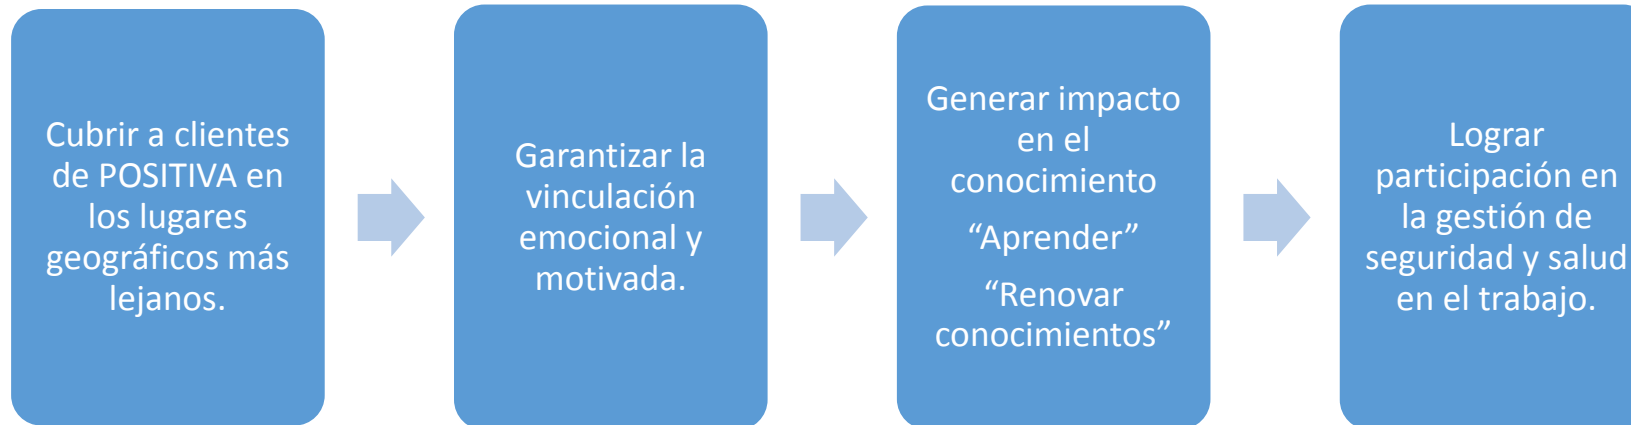 Cubrir a clientes
de POSITIVA en
los lugares
geográficos más
lejanos.
Garantizar la
vinculación
emocional y
motivada.
Generar impacto
en el
conocimiento
“Aprender”
“Renovar
conocimientos”
Lograr
participación en
la gestión de
seguridad y salud
en el trabajo.